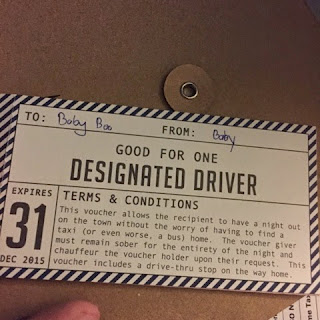 TO: Baby Boo FROM: Baby
GOOD FOR ONE
DESIGNATED DRIVER
EXPIRES
31
DEC 2015
TERMS & CONDITIONS
This voucher allows the recipient to have a night out
on the town without the worry of having to find a
taxi (or even worse, a bus) home. The voucher giver
must remain sober for the entirety of the night and
chauffeur the voucher holder upon their request. This
voucher includes a drive-thru stop on the way home.